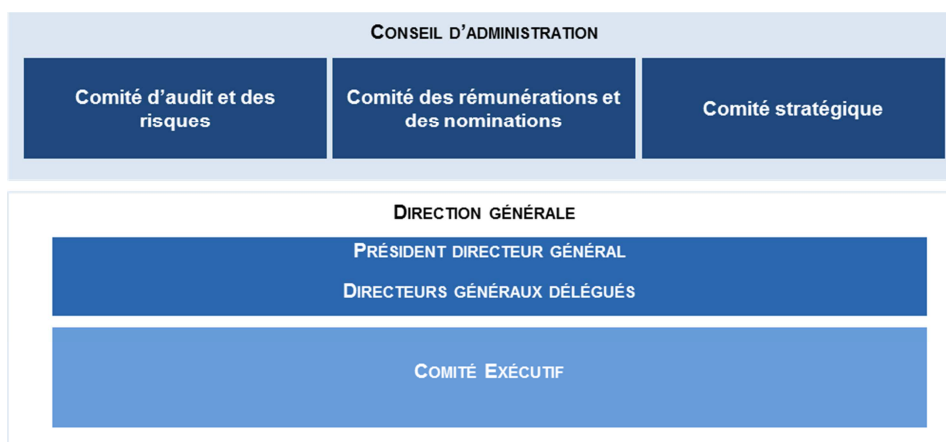 CONSEIL D'ADMINISTRATION
Comité d'audit et des
risques
Comité des rémunérations et
des nominations
Comité stratégique
DIRECTION GÉNÉRALE
PRÉSIDENT DIRECTEUR GÉNÉRAL
DIRECTEURS GÉNÉRAUX DÉLÉGUÉS
COMITÉ EXÉCUTIF